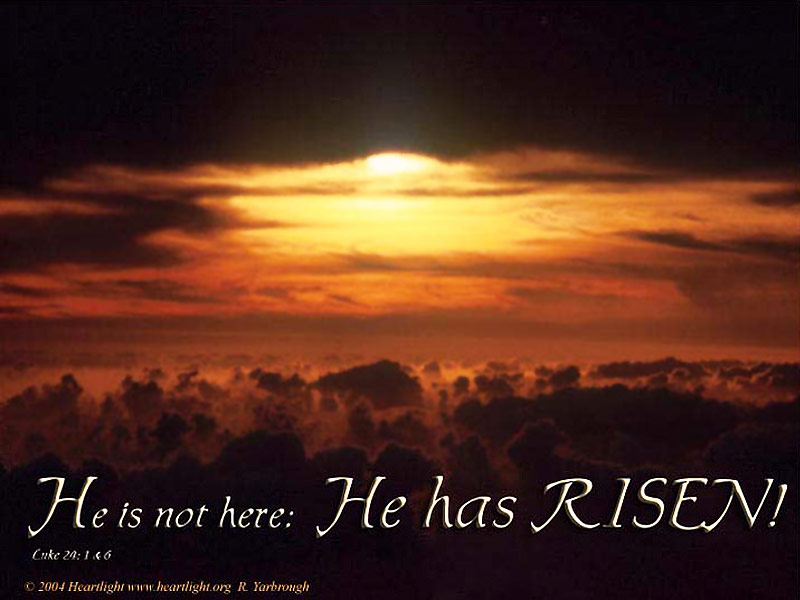 He is not here: He has RISEN!
Luke 24: 1 & 6
© 2004 Heartlight www.heartlight.org R. Yarbrough